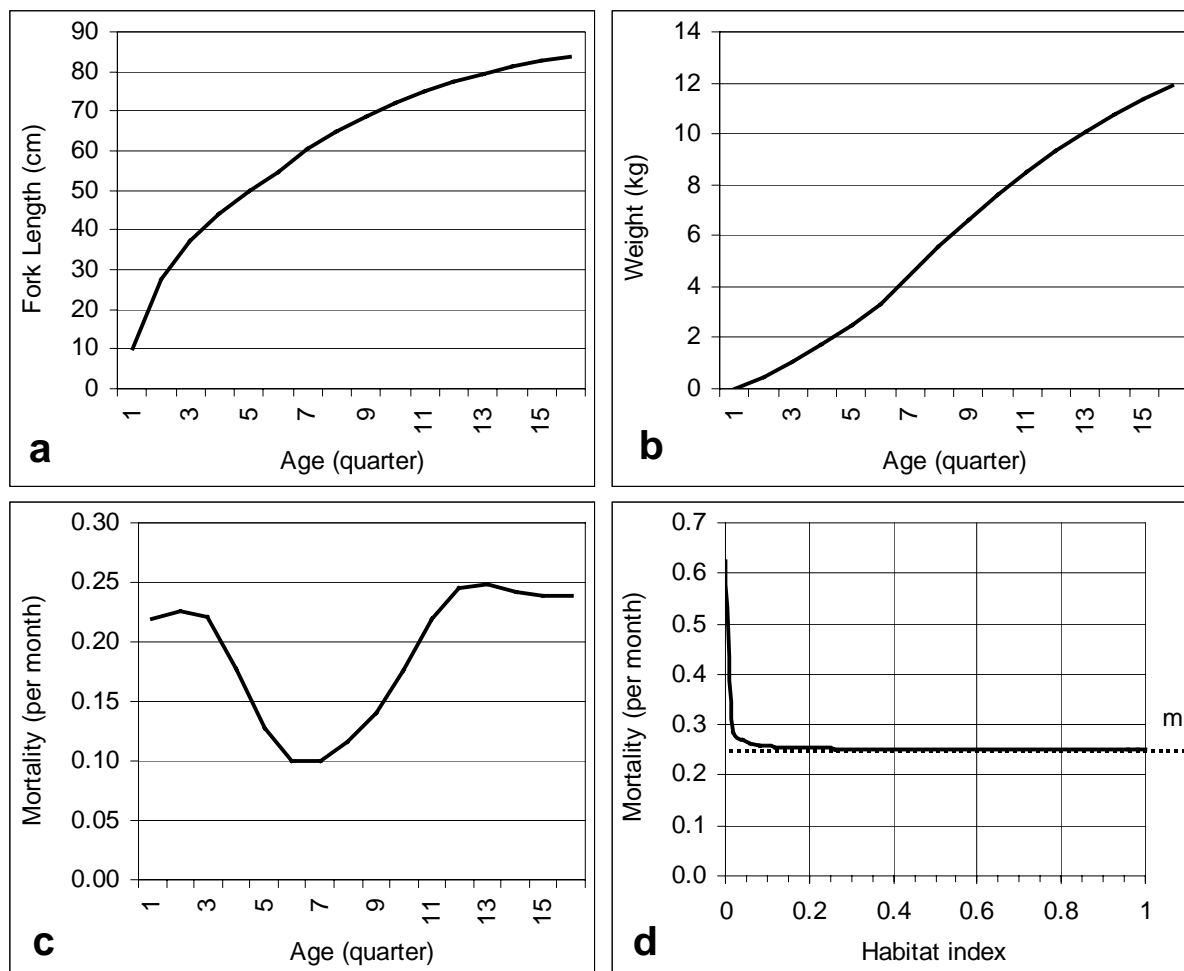 90
80
70
60
50
40
30
20
10
0
Fork Length (cm)
1 3 5 7 9 11 13 15
Age (quarter)
a
14
12
10
8
6
4
2
0
Weight (kg)
1 3 5 7 9 11 13 15
Age (quarter)
b
0.30
0.25
0.20
0.15
0.10
0.05
0.00
Mortality (per month)
1 3 5 7 9 11 13 15
Age (quarter)
c
0.7
0.6
0.5
0.4
0.3
0.2
0.1
0.0
Mortality (per month)
m
0 0.2 0.4 0.6 0.8 1
Habitat index
d